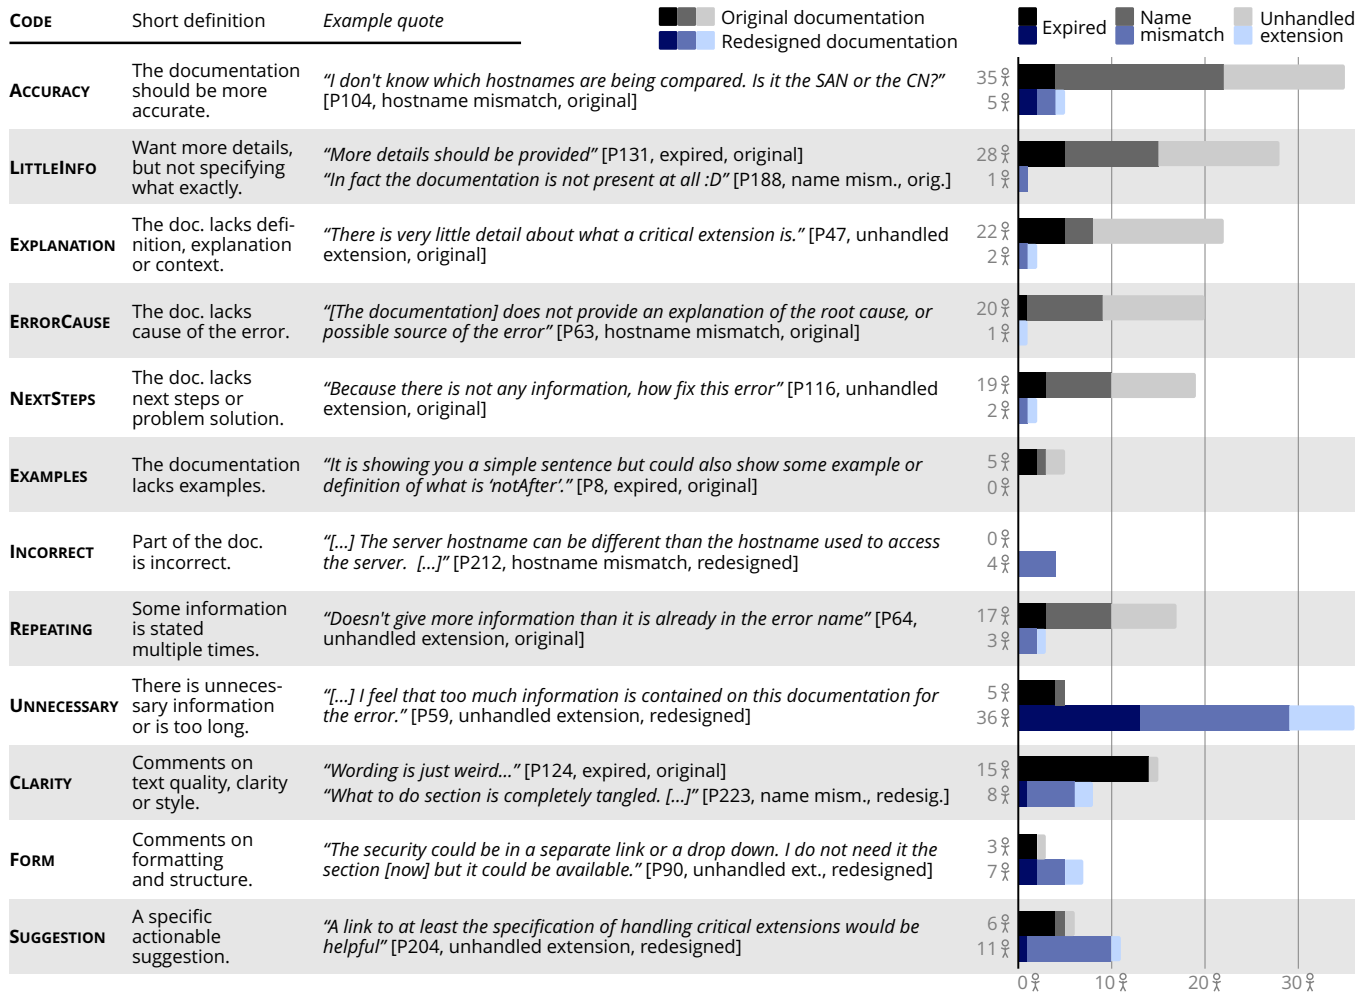 CODE Short definition Example quote
Original documentation
Redesigned documentation
Expired
Name mismatch
Unhandled extension
ACCURACY
The documentation
should be more
accurate.
“I don't know which hostnames are being compared. Is it the SAN or the CN?”
[P104, hostname mismatch, original]
35
5
LITTLEINFO
Want more details,
but not specifying
what exactly.
“More details should be provided” [P131, expired, original]
“In fact the documentation is not present at all :D” [P188, name mism., orig.]
28
1
EXPLANATION
The doc. lacks defi-
nition, explanation
or context.
“There is very little detail about what a critical extension is.” [P47, unhandled
extension, original]
22
2
ERRORCAUSE
The doc. lacks
cause of the error.
“[The documentation] does not provide an explanation of the root cause, or
possible source of the error” [P63, hostname mismatch, original]
20
1
NEXTSTEPS
The doc. lacks
next steps or
problem solution.
“Because there is not any information, how fix this error” [P116, unhandled
extension, original]
19
2
EXAMPLES
The documentation
lacks examples.
“It is showing you a simple sentence but could also show some example or
definition of what is ‘notAfter’.” [P8, expired, original]
5
0
INCORRECT
Part of the doc.
is incorrect.
“[...] The server hostname can be different than the hostname used to access
the server. [...]” [P212, hostname mismatch, redesigned]
0
4
REPEATING
Some information
is stated
multiple times.
“Doesn't give more information than it is already in the error name” [P64,
unhandled extension, original]
17
3
UNNECESSARY
There is unneces-
sary information
or is too long.
“[...] I feel that too much information is contained on this documentation for
the error.” [P59, unhandled extension, redesigned]
5
36
CLARITY
Comments on
text quality, clarity
or style.
“Wording is just weird...” [P124, expired, original]
“What to do section is completely tangled. [...]” [P223, name mism., redesig.]
15
8
FORM
Comments on
formatting
and structure.
“The security could be in a separate link or a drop down. I do not need it the
section [now] but it could be available.” [P90, unhandled ext., redesigned]
3
7
SUGGESTION
A specific
actionable
suggestion.
“A link to at least the specification of handling critical extensions would be
helpful” [P204, unhandled extension, redesigned]
6
11
0 10 20 30